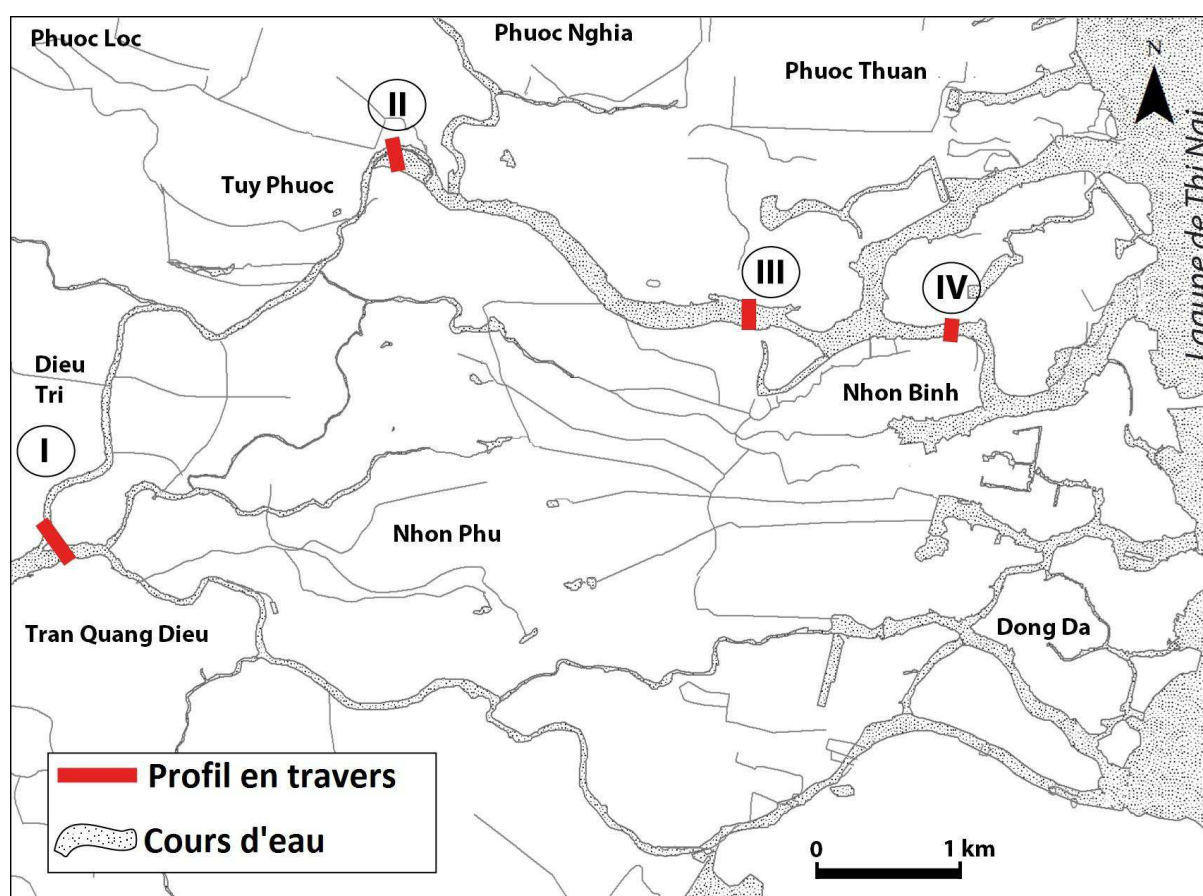 Phuoc Loc
Phuoc Nghia
Phuoc Thuan
N
II
Tuy Phuoc
Lagune de Thi Nai
III
IV
Dieu
Tri
Nhon Binh
I
Nhon Phu
Tran Quang Dieu
Dong Da
Profil en travers
Cours d'eau
0
1 km